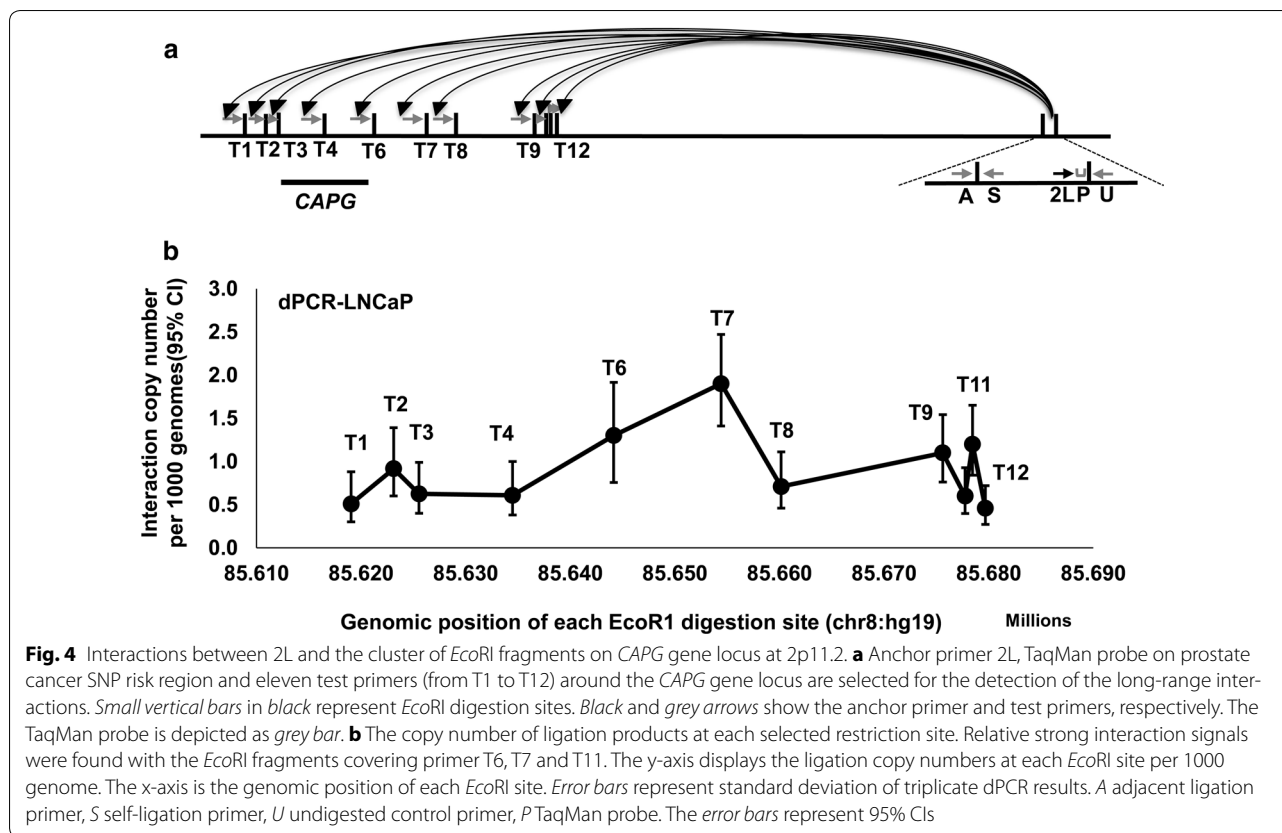 a
T1 T2 T3 T4 T6 T7 T8 T9 T12
CAPG
A S 2LP U
b
dPCR-LNCaP
Interaction copy number
per 1000 genomes(95% CI)
3.0
2.5
2.0
1.5
1.0
0.5
0.0
T1
T2
T3
T4
T6
T7
T8
T9
T11
T12
85.610 85.620 85.630 85.640 85.650 85.660 85.670 85.680 85.690
Genomic position of each EcoR1 digestion site (chr8:hg19) Millions
Fig. 4 Interactions between 2L and the cluster of EcoRI fragments on CAPG gene locus at 2p11.2. a Anchor primer 2L, TaqMan probe on prostate
cancer SNP risk region and eleven test primers (from T1 to T12) around the CAPG gene locus are selected for the detection of the long-range inter-
actions. Small vertical bars in black represent EcoRI digestion sites. Black and grey arrows show the anchor primer and test primers, respectively. The
TaqMan probe is depicted as grey bar. b The copy number of ligation products at each selected restriction site. Relative strong interaction signals
were found with the EcoRI fragments covering primer T6, T7 and T11. The y-axis displays the ligation copy numbers at each EcoRI site per 1000
genome. The x-axis is the genomic position of each EcoRI site. Error bars represent standard deviation of triplicate dPCR results. A adjacent ligation
primer, S self-ligation primer, U undigested control primer, P TaqMan probe. The error bars represent 95% CIs